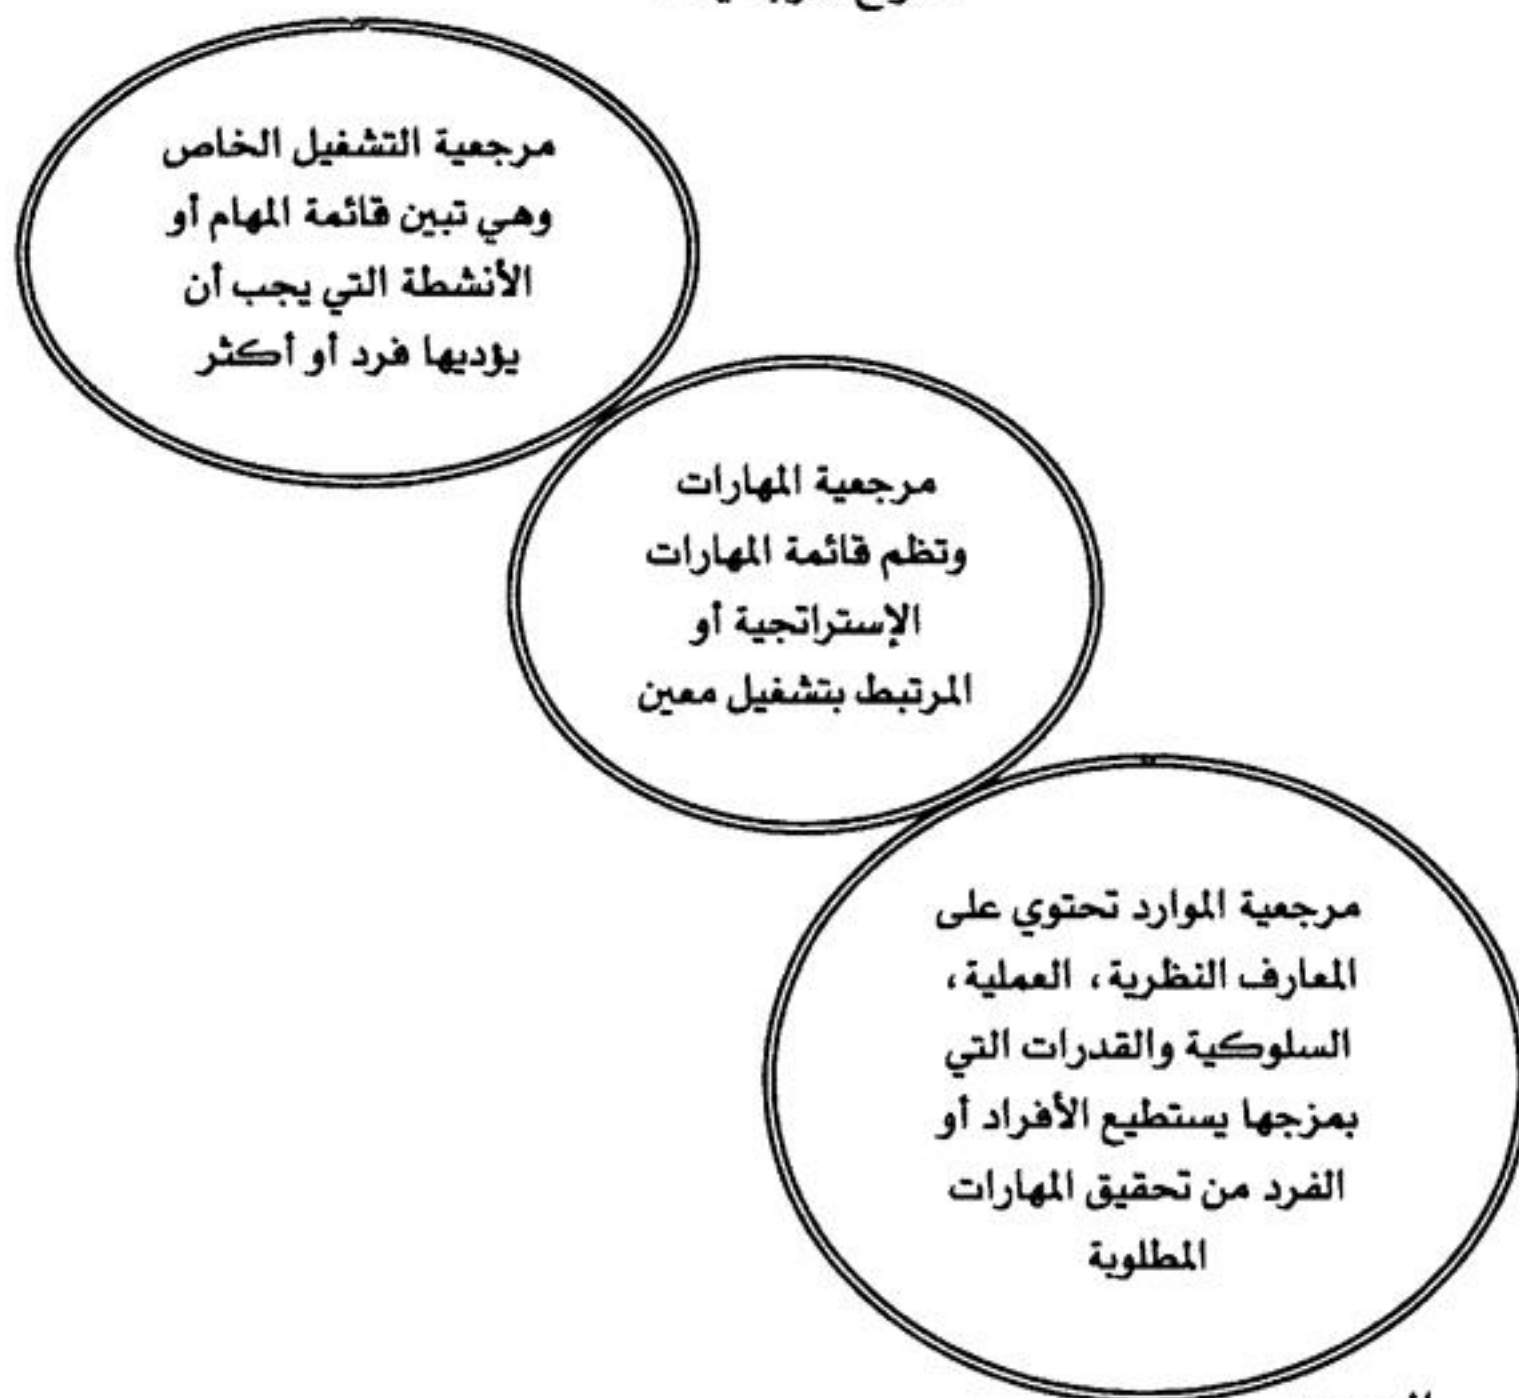 مرجعية التشغيل الخاص
وهي تبين قائمة المهام أو
الأنشطة التي يجب أن
يؤديها فرد أو أكثر
مرجعية المهارات
وتظم قائمة المهارات
الإستراتجية أو
المرتبط بتشغيل معين
مرجعية الموارد تحتوي على
المعارف النظرية، العملية،
السلوكية والقدرات التي
بمزجها يستطيع الأفراد أو
الفرد من تحقيق المهارات
المطلوبة